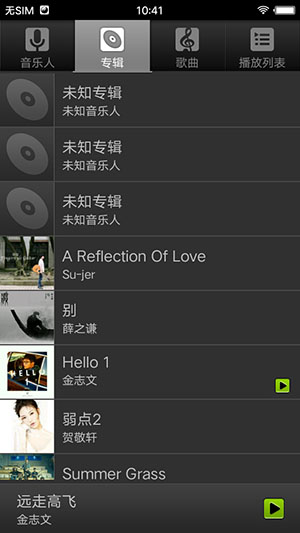 无SIM
10:41
音乐人
专辑
歌曲
播放列表
未知专辑
未知音乐人
未知专辑
未知音乐人
未知专辑
未知音乐人
A Reflection Of Love
Su-jer
别
薛之谦
HELLO
Hello 1
金志文
弱点2
贺敬轩
Summer Grass
远走高飞
金志文